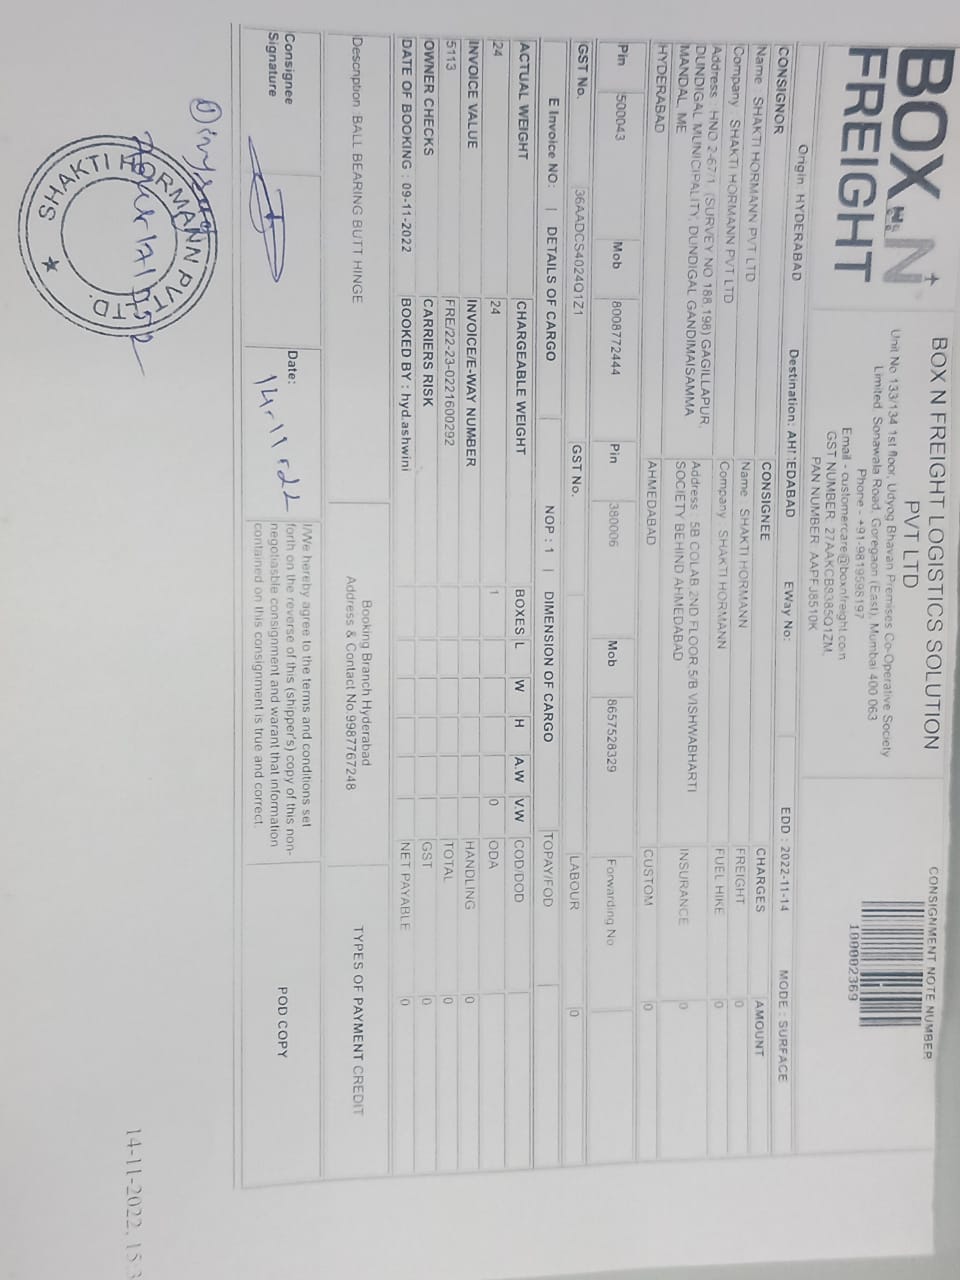 BOX N
FREIGHT
BOX N FREIGHT LOGISTICS SOLUTION
PVT LTD
Unit No 133/134 1st floor, Udyog Bhavan Premises Co-Operative Society
Limited, Sonawala Road, Goregaon (East), Mumbai 400 063
Phone - +91-9819598197
Email - customercare@boxnfreight.com
GST NUMBER 27AAKCB9385Q1ZM,
PAN NUMBER AAPFJ8510K
CONSIGNMENT NOTE NUMBER
100002369
Origin HYDERABAD Destination: AHMEDABAD EWay No: EDD : 2022-11-14 MODE : SURFACE
CONSIGNOR CONSIGNEE CHARGES AMOUNT
Name : SHAKTI HORMANN PVT LTD Name SHAKTI HORMANN FREIGHT 0
Company : SHAKTI HORMANN PVT LTD Company : SHAKTI HORMANN FUEL HIKE 0
Address : HNO 2-67/1, (SURVEY NO 188,198) GAGILLAPUR, Address 5B COLAB 2ND FLOOR 5/B VISHWABHARTI INSURANCE 0
DUNDIGAL MUNICIPALITY, DUNDIGAL GANDIMAISAMMA SOCIETY BEHIND AHMEDABAD
MANDAL, ME
HYDERABAD AHMEDABAD CUSTOM 0
Pin 500043 Mob 8008772444 Pin 380006 Mob 8657528329 Forwarding No
GST No. 36AADCS4024Q1Z1 GST No. LABOUR 0
E Invoice NO: | DETAILS OF CARGO NOP : 1 | DIMENSION OF CARGO TOPAY/FOD
ACTUAL WEIGHT CHARGEABLE WEIGHT BOXES L W H A.W V.W COD/DOD
24 24 1 0 ODA
INVOICE VALUE INVOICE/E-WAY NUMBER HANDLING 0
5113 FRE/22-23-0221600292 TOTAL 0
OWNER CHECKS CARRIERS RISK GST 0
DATE OF BOOKING : 09-11-2022 BOOKED BY : hyd.ashwini NET PAYABLE 0
Description BALL BEARING BUTT HINGE
Booking Branch Hyderabad
Address & Contact No.9987767248
TYPES OF PAYMENT CREDIT
Consignee
Signature
Date:
14-11-22
I/We hereby agree to the terms and conditions set
forth on the reverse of this (shipper's) copy of this non-
negotiasble consignment and warant that information
contained on this consignment is true and correct.
POD COPY
SHAKTI HORMANN PVT. LTD.
14-11-2022, 15:3